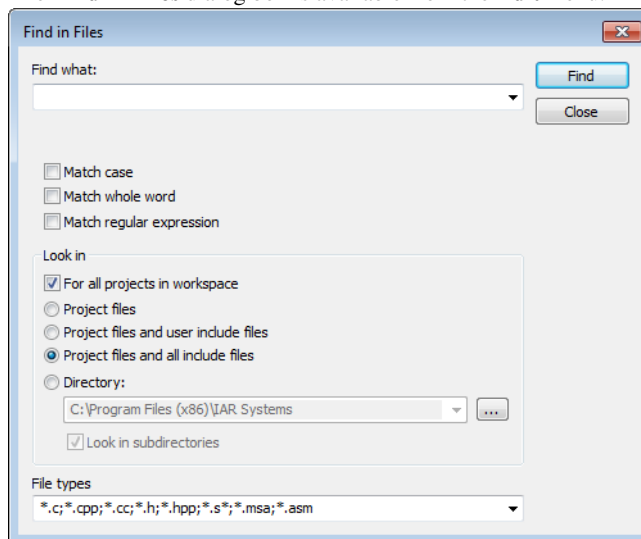 Find in Files
Find what:
Find
Close
Match case
Match whole word
Match regular expression
Look in
For all projects in workspace
Project files
Project files and user include files
Project files and all include files
Directory:
C:\Program Files (x86)\IAR Systems
...
Look in subdirectories
File types
*.c;*.cpp;*.cc;*.h;*.hpp;*.s*;*.msa;*.asm